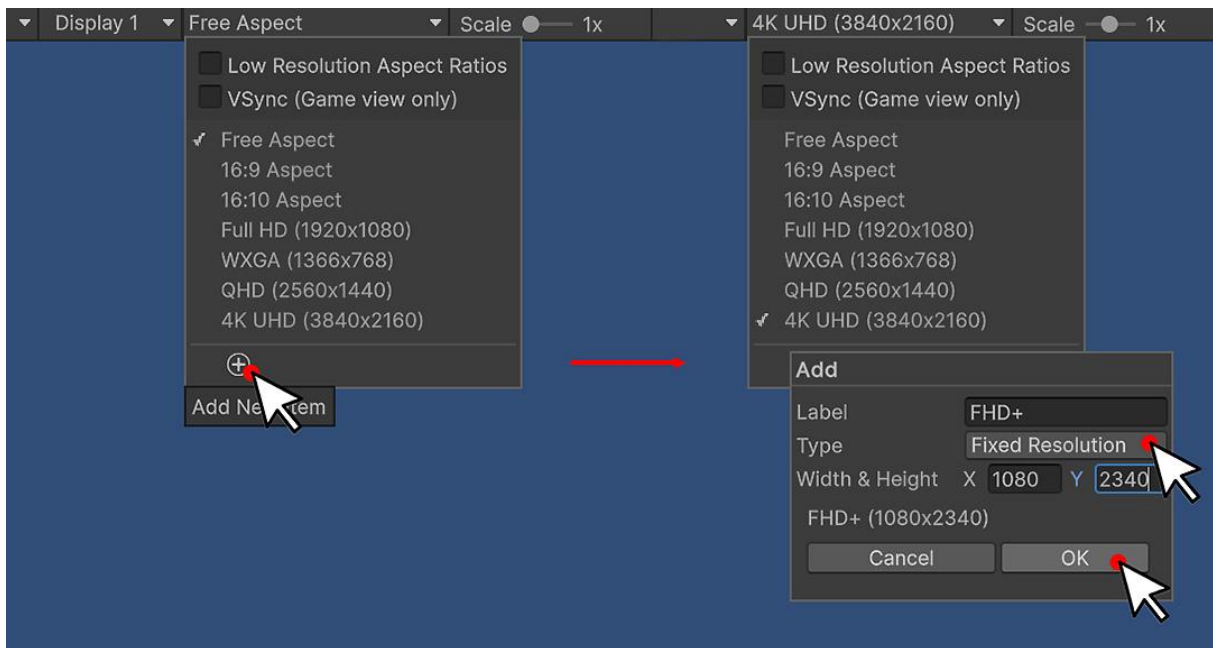 Display 1
Free Aspect
Scale
1x
Low Resolution Aspect Ratios
VSync (Game view only)
Free Aspect
16:9 Aspect
16:10 Aspect
Full HD (1920x1080)
WXGA (1366x768)
QHD (2560x1440)
4K UHD (3840x2160)
Add New tem
4K UHD (3840x2160)
Scale
1x
Low Resolution Aspect Ratios
VSync (Game view only)
Free Aspect
16:9 Aspect
16:10 Aspect
Full HD (1920x1080)
WXGA (1366x768)
QHD (2560x1440)
4K UHD (3840x2160)
Add
Label FHD+
Type Fixed Resolution
Width & Height X 1080 Y 2340
FHD+ (1080x2340)
Cancel OK